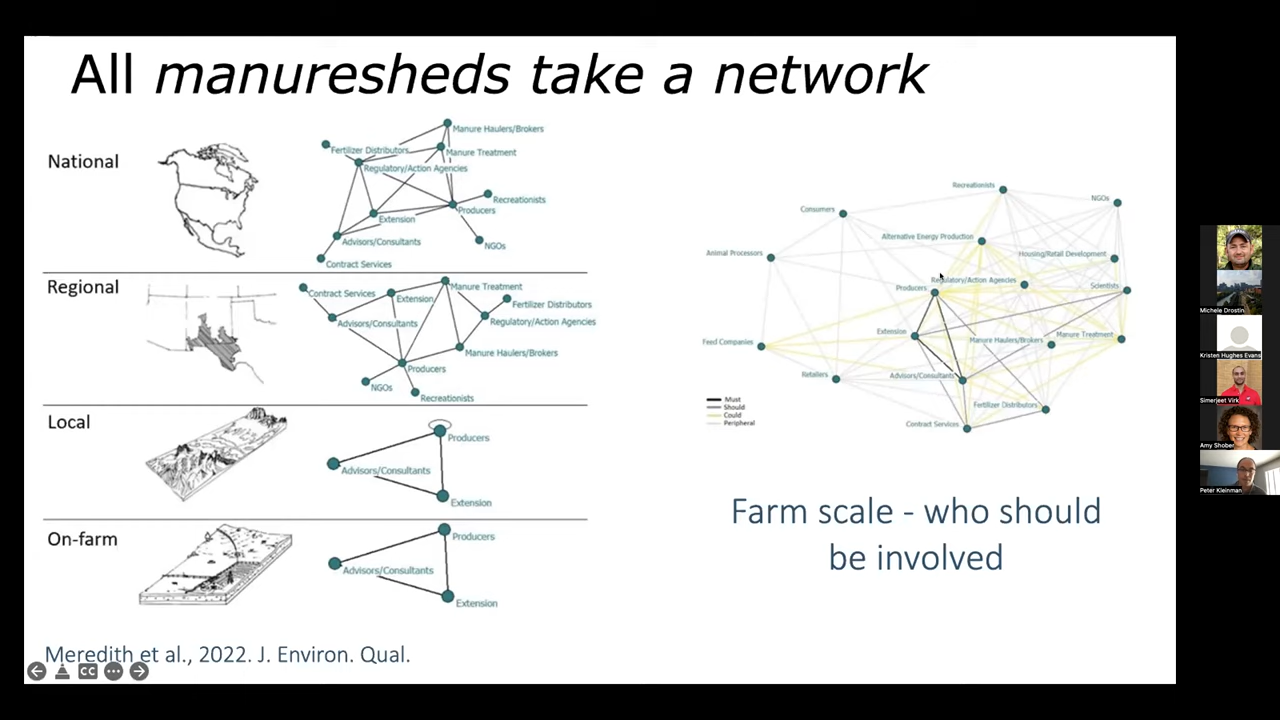 All manuresheds take a network
National
Manure Haulers/Brokers
Fertilizer Distributors
Manure Treatment
Regulatory/Action Agencies
Recreationists
Producers
Extension
Advisors/Consultants
NGOs
Contract Services
Regional
Contract Services
Manure Treatment
Extension
Fertilizer Distributors
Advisors/Consultants
Regulatory/Action Agencies
Manure Haulers/Brokers
Producers
NGOs
Recreationists
Local
Producers
Advisors/Consultants
Extension
On-farm
Producers
Advisors/Consultants
Extension
Meredith et al., 2022. J. Environ. Qual.
CC
Recreationists
NGOs
Consumers
Alternative Energy Production
Animal Processors
Housing/Retail Development
Regulatory/Action Agencies
Producers
Scientists
Extension
Manure Treatment
Feed Companies
Manure Haulers/Brokers
Retailers
Advisors/Consultants
Fertilizer Distributors
Contract Services
Must
Should
Could
Peripheral
Farm scale - who should
be involved
Michele Drostin
Kristen Hughes Evans
Simerjeet Virk
Amy Shober
Peter Kleinman